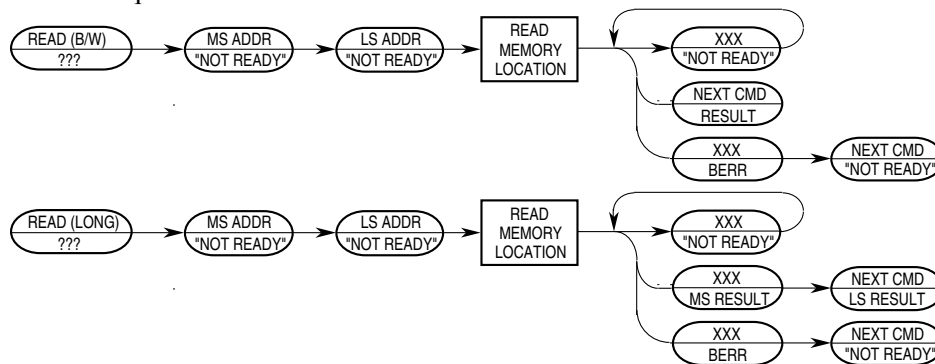 READ (B/W)
???
MS ADDR
"NOT READY"
LS ADDR
"NOT READY"
READ
MEMORY
LOCATION
XXX
"NOT READY"
NEXT CMD
RESULT
XXX
BERR
NEXT CMD
"NOT READY"
READ (LONG)
???
MS ADDR
"NOT READY"
LS ADDR
"NOT READY"
READ
MEMORY
LOCATION
XXX
"NOT READY"
XXX
MS RESULT
NEXT CMD
LS RESULT
XXX
BERR
NEXT CMD
"NOT READY"